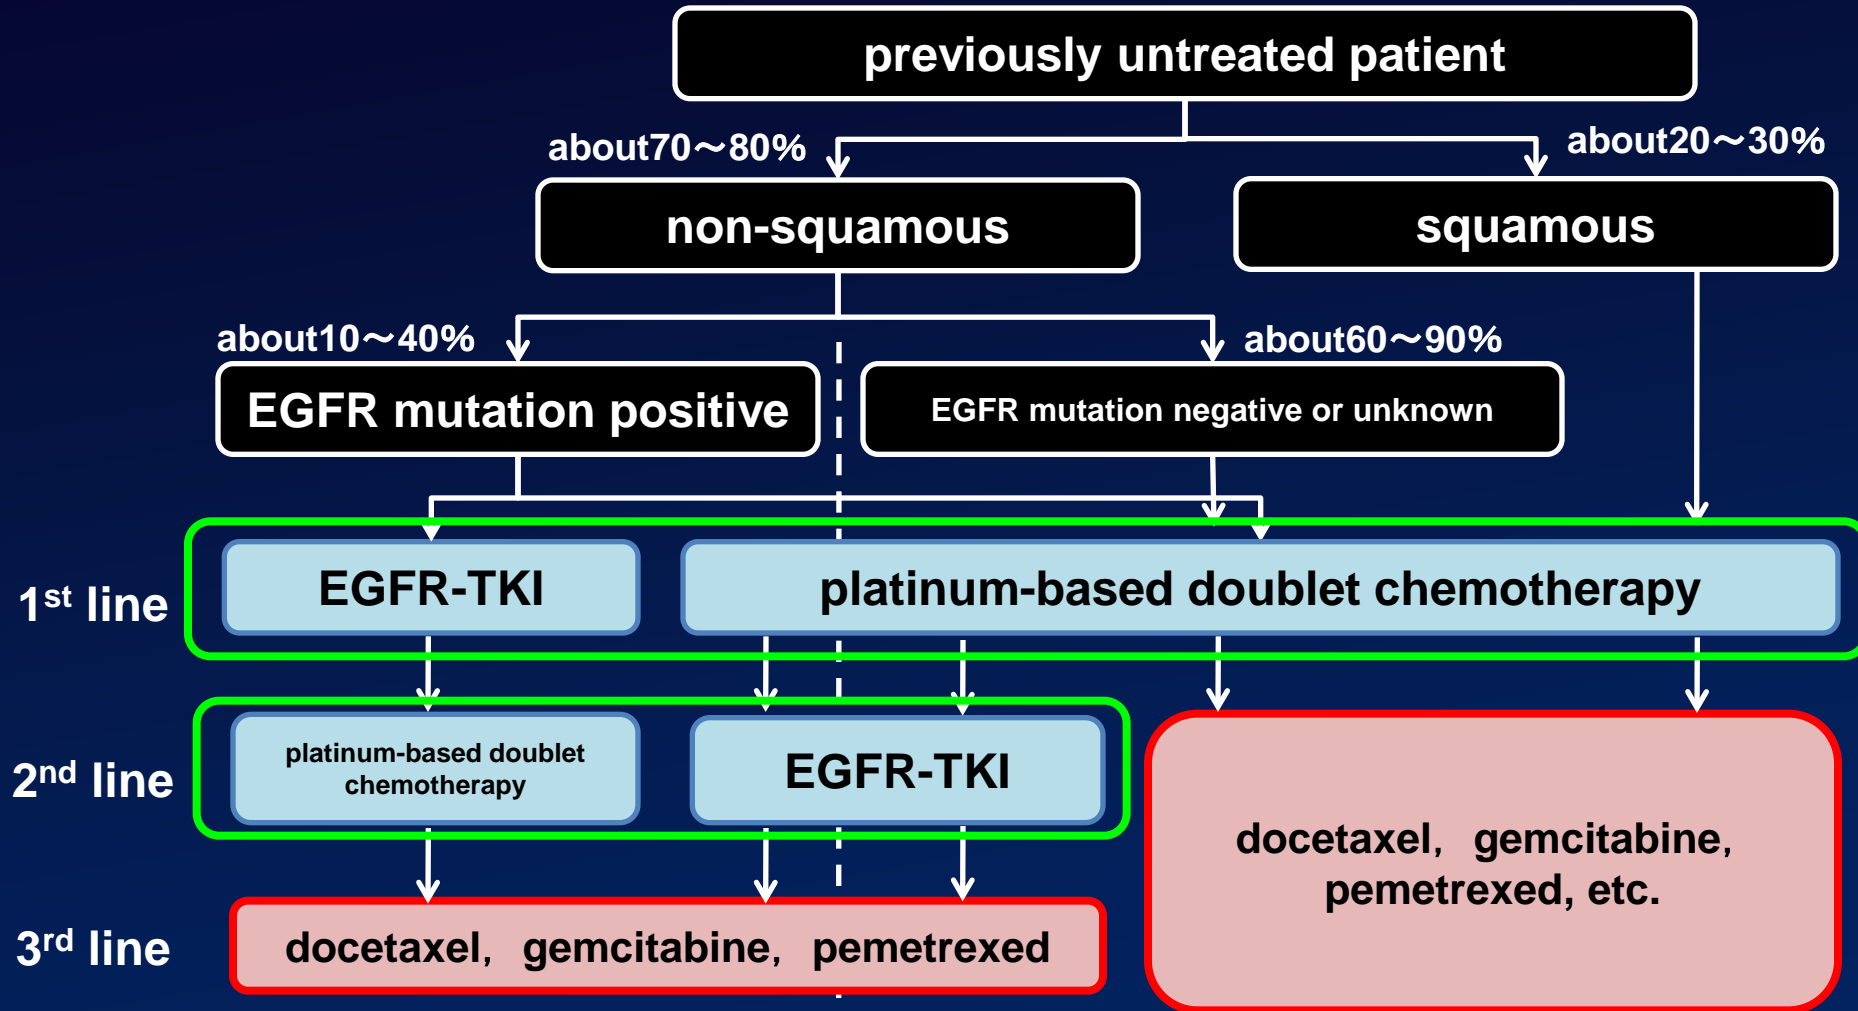 previously untreated patient
about70～80%
about20～30%
non-squamous
squamous
about10～40%
about60～90%
EGFR mutation positive
EGFR mutation negative or unknown
1st line
EGFR-TKI
platinum-based doublet chemotherapy
2nd line
platinum-based doublet
chemotherapy
EGFR-TKI
docetaxel, gemcitabine,
pemetrexed, etc.
3rd line
docetaxel, gemcitabine, pemetrexed